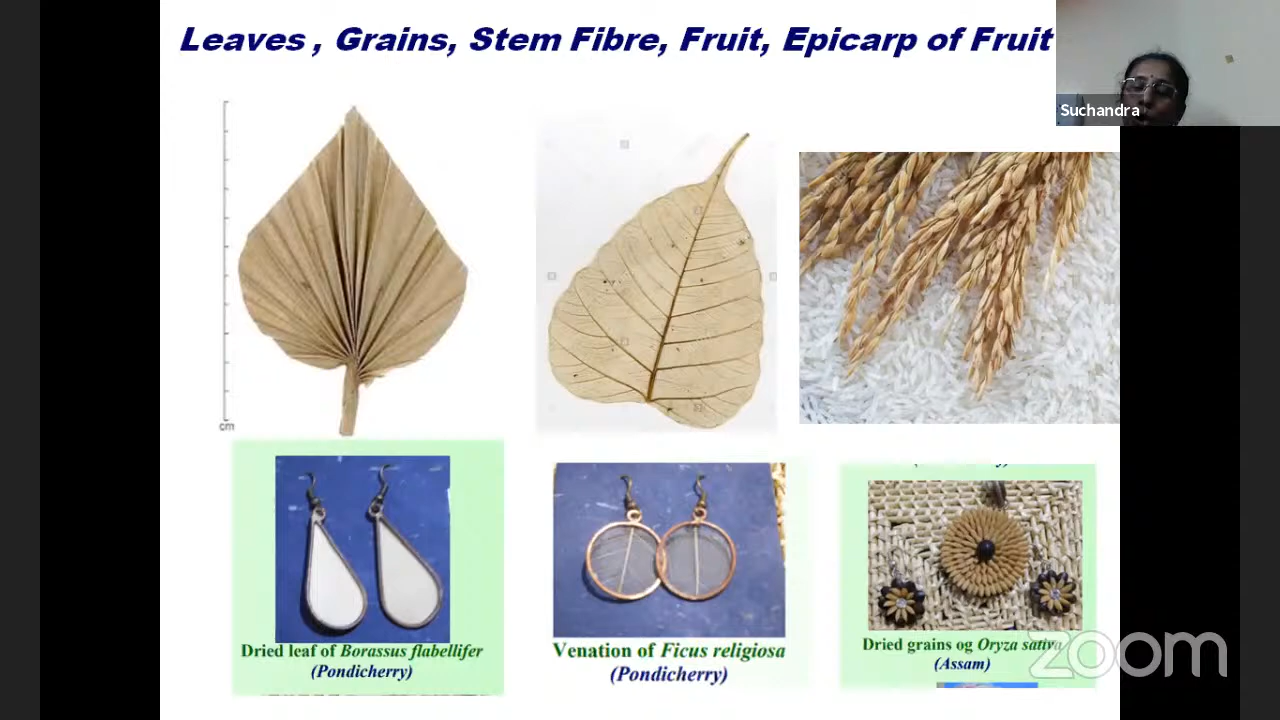 Leaves , Grains, Stem Fibre, Fruit, Epicarp of Fruit
Suchandra
cm
Dried leaf of Borassus flabellifer
(Pondicherry)
Venation of Ficus religiosa
(Pondicherry)
Dried grains og Oryza sativa
(Assam)
zoom